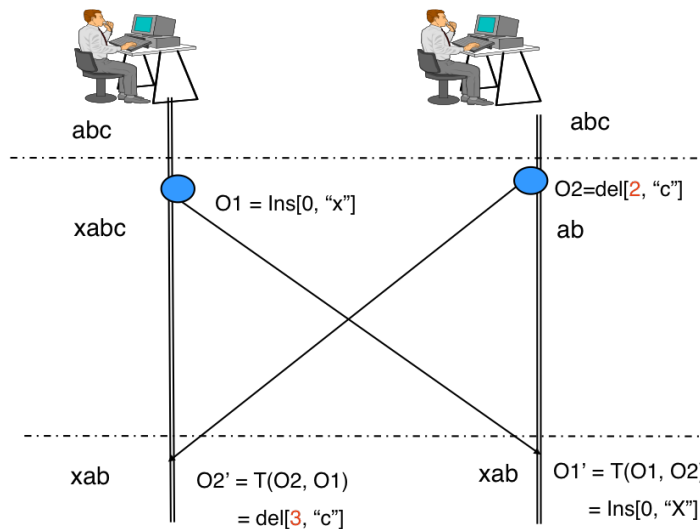 abc
abc
O1 = Ins[0, “x”]
O2=del[2, “c”]
xabc
ab
xab
xab
O2’ = T(O2, O1)
= del[3, “c”]
O1’ = T(O1, O2)
= Ins[0, “X”]